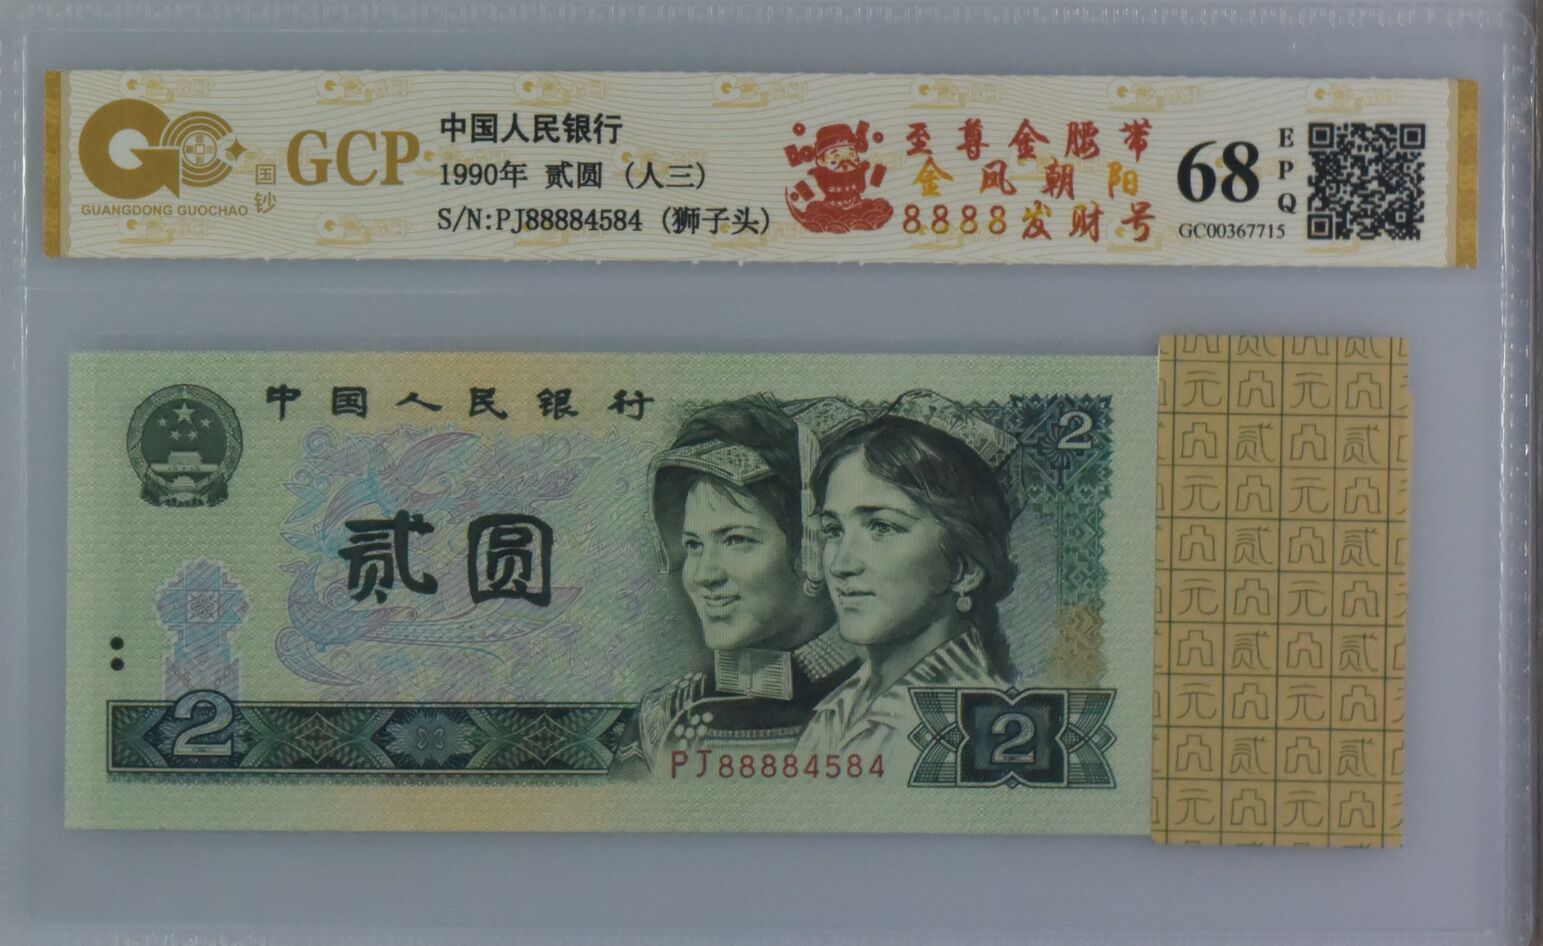 GCP
国钞
GUANGDONG GUOCHAO
中国人民银行
1990年 贰圆 (人三)
S/N:PJ88884584 (狮子头)
至尊金腰带
金凤朝阳
8888发财号
68
EPQ
GC00367715
中国人民银行
2
贰圆
2
2
PJ88884584